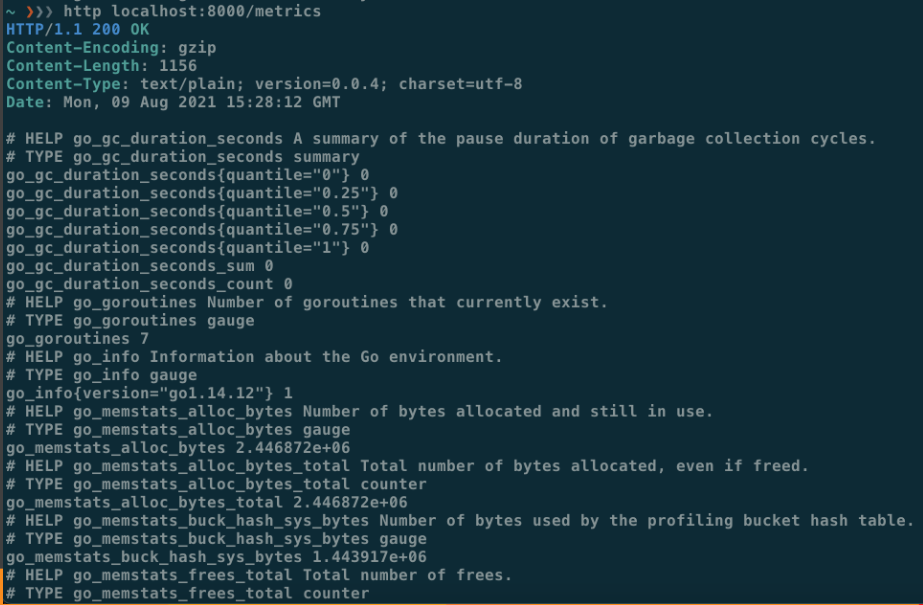 ~ ❯❯❯ http localhost:8000/metrics
HTTP/1.1 200 OK
Content-Encoding: gzip
Content-Length: 1156
Content-Type: text/plain; version=0.0.4; charset=utf-8
Date: Mon, 09 Aug 2021 15:28:12 GMT

# HELP go_gc_duration_seconds A summary of the pause duration of garbage collection cycles.
# TYPE go_gc_duration_seconds summary
go_gc_duration_seconds{quantile="0"} 0
go_gc_duration_seconds{quantile="0.25"} 0
go_gc_duration_seconds{quantile="0.5"} 0
go_gc_duration_seconds{quantile="0.75"} 0
go_gc_duration_seconds{quantile="1"} 0
go_gc_duration_seconds_sum 0
go_gc_duration_seconds_count 0
# HELP go_goroutines Number of goroutines that currently exist.
# TYPE go_goroutines gauge
go_goroutines 7
# HELP go_info Information about the Go environment.
# TYPE go_info gauge
go_info{version="go1.14.12"} 1
# HELP go_memstats_alloc_bytes Number of bytes allocated and still in use.
# TYPE go_memstats_alloc_bytes gauge
go_memstats_alloc_bytes 2.446872e+06
# HELP go_memstats_alloc_bytes_total Total number of bytes allocated, even if freed.
# TYPE go_memstats_alloc_bytes_total counter
go_memstats_alloc_bytes_total 2.446872e+06
# HELP go_memstats_buck_hash_sys_bytes Number of bytes used by the profiling bucket hash table.
# TYPE go_memstats_buck_hash_sys_bytes gauge
go_memstats_buck_hash_sys_bytes 1.443917e+06
# HELP go_memstats_frees_total Total number of frees.
# TYPE go_memstats_frees_total counter